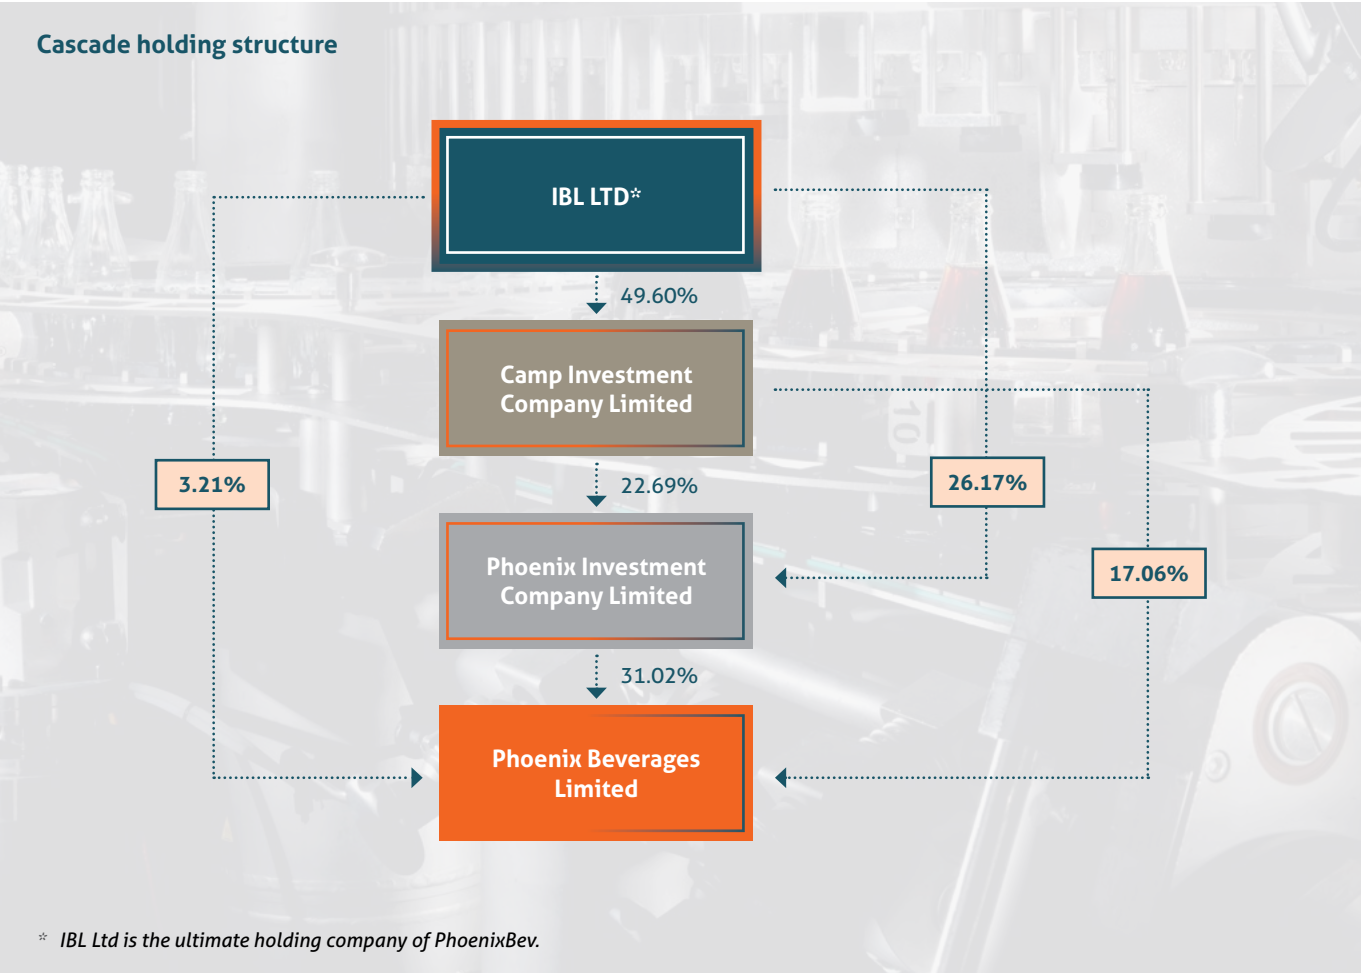 Cascade holding structure
IBL LTD*
49.60%
Camp Investment
Company Limited
22.69%
3.21%
26.17%
Phoenix Investment
Company Limited
17.06%
31.02%
Phoenix Beverages
Limited
10
* IBL Ltd is the ultimate holding company of PhoenixBev.